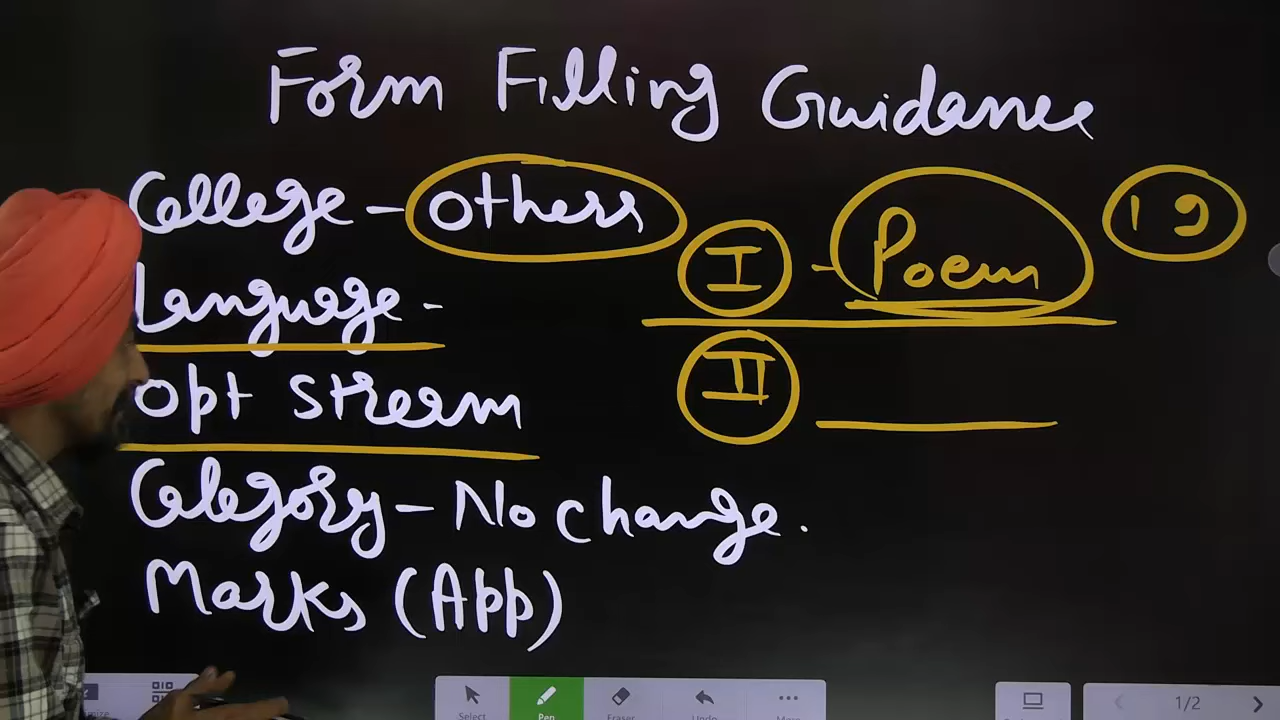 Form Filling Guidance
College - Others
I - Poem
19
Language -
II
Opt Stream
Category - No change.
Marks (App)
Select
Pen
Eraser
Undo
More
1/2